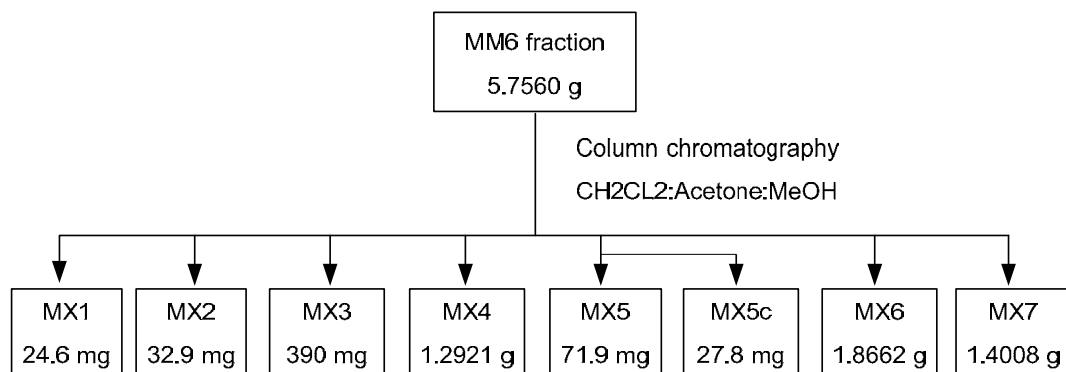 MM6 fraction
5.7560 g
Column chromatography
CH2CL2:Acetone:MeOH
MX1
24.6 mg
MX2
32.9 mg
MX3
390 mg
MX4
1.2921 g
MX5
71.9 mg
MX5c
27.8 mg
MX6
1.8662 g
MX7
1.4008 g